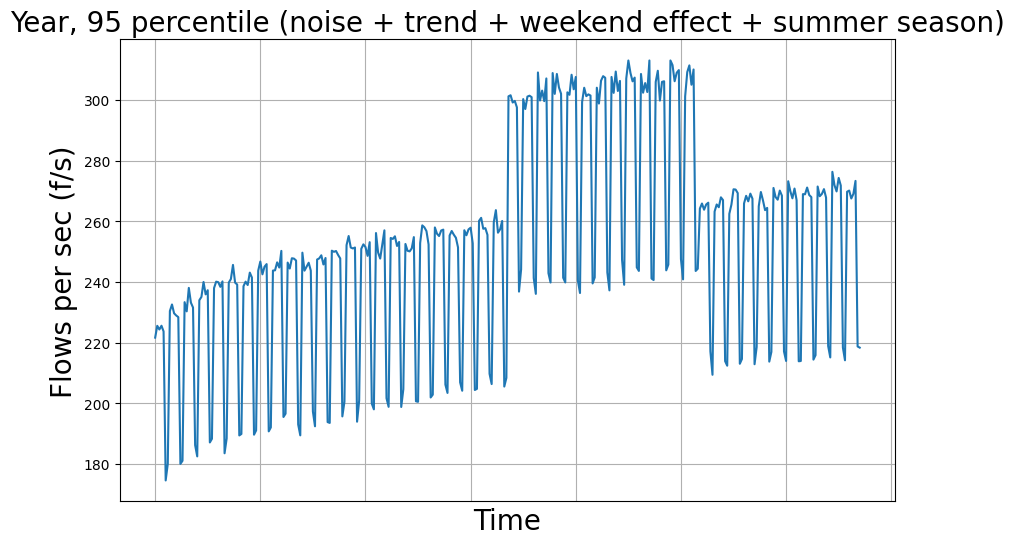 Year, 95 percentile (noise + trend + weekend effect + summer season)
Flows per sec (f/s)
300
280
260
240
220
200
180
Time